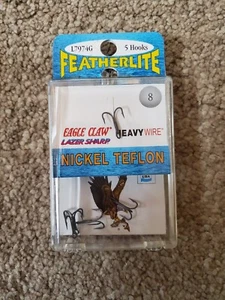 L7974G 5 Hooks
FEATHERLITE
8
EAGLE CLAW HEAVY WIRE
LAZER SHARP
NICKEL TEFLON